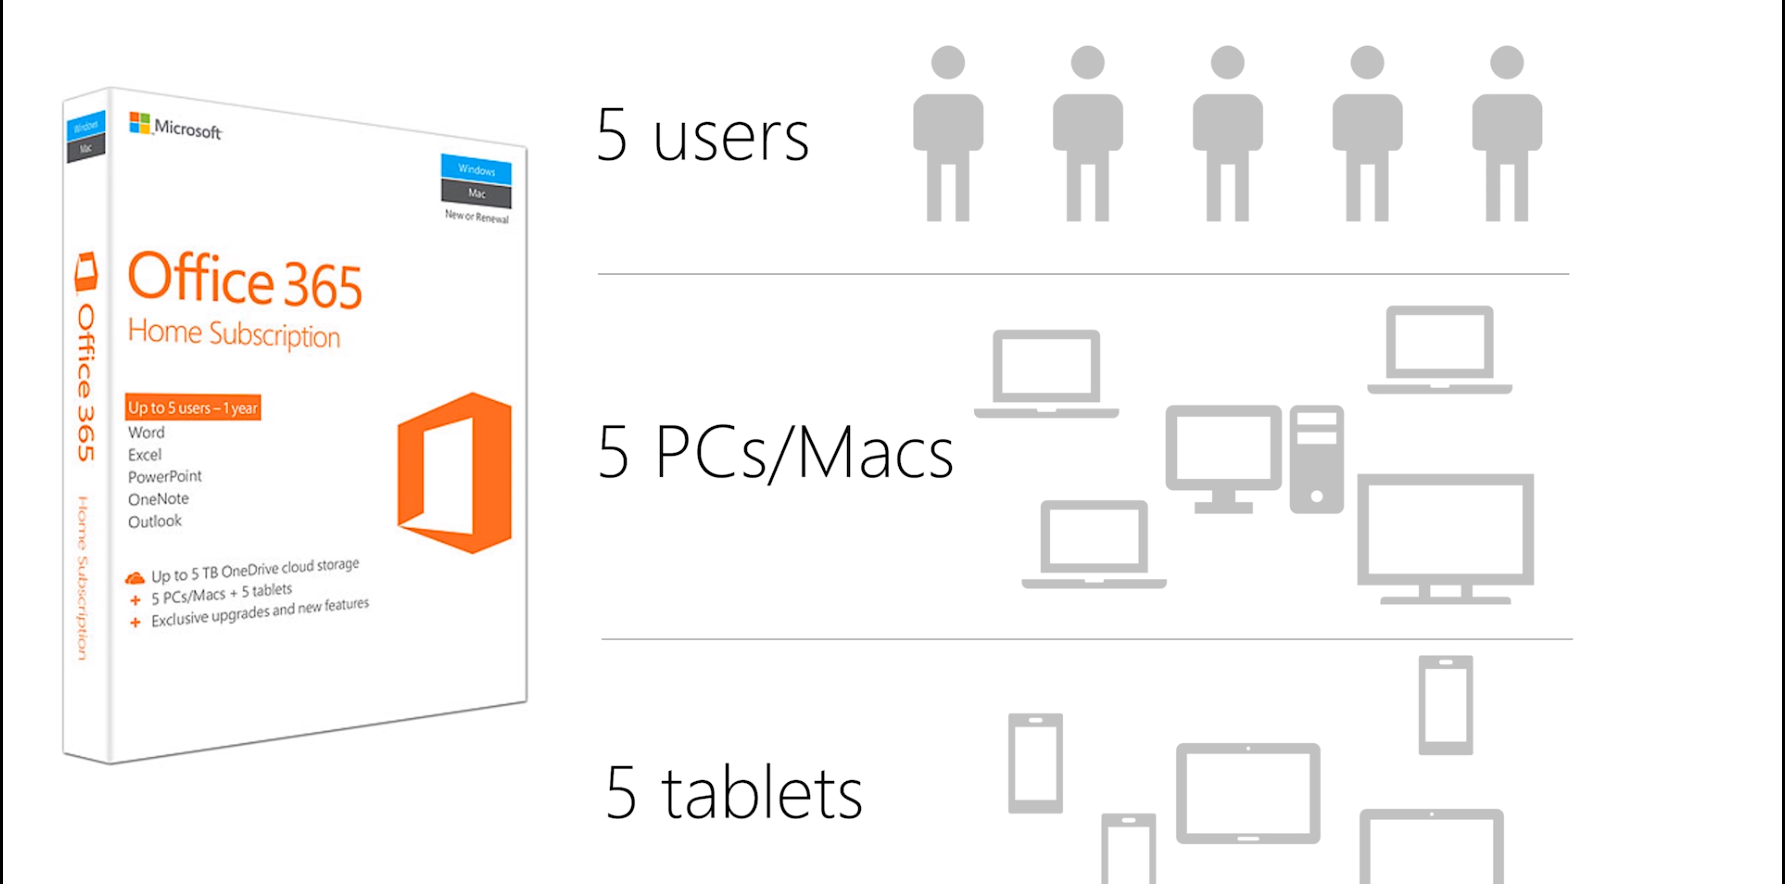 Windows
Mac
Office 365
Home Subscription
Microsoft
Windows
Mac
New or Renewal
Office 365
Home Subscription
Up to 5 users – 1 year
Word
Excel
PowerPoint
OneNote
Outlook
Up to 5 TB OneDrive cloud storage
+ 5 PCs/Macs + 5 tablets
+ Exclusive upgrades and new features
5 users
5 PCs/Macs
5 tablets